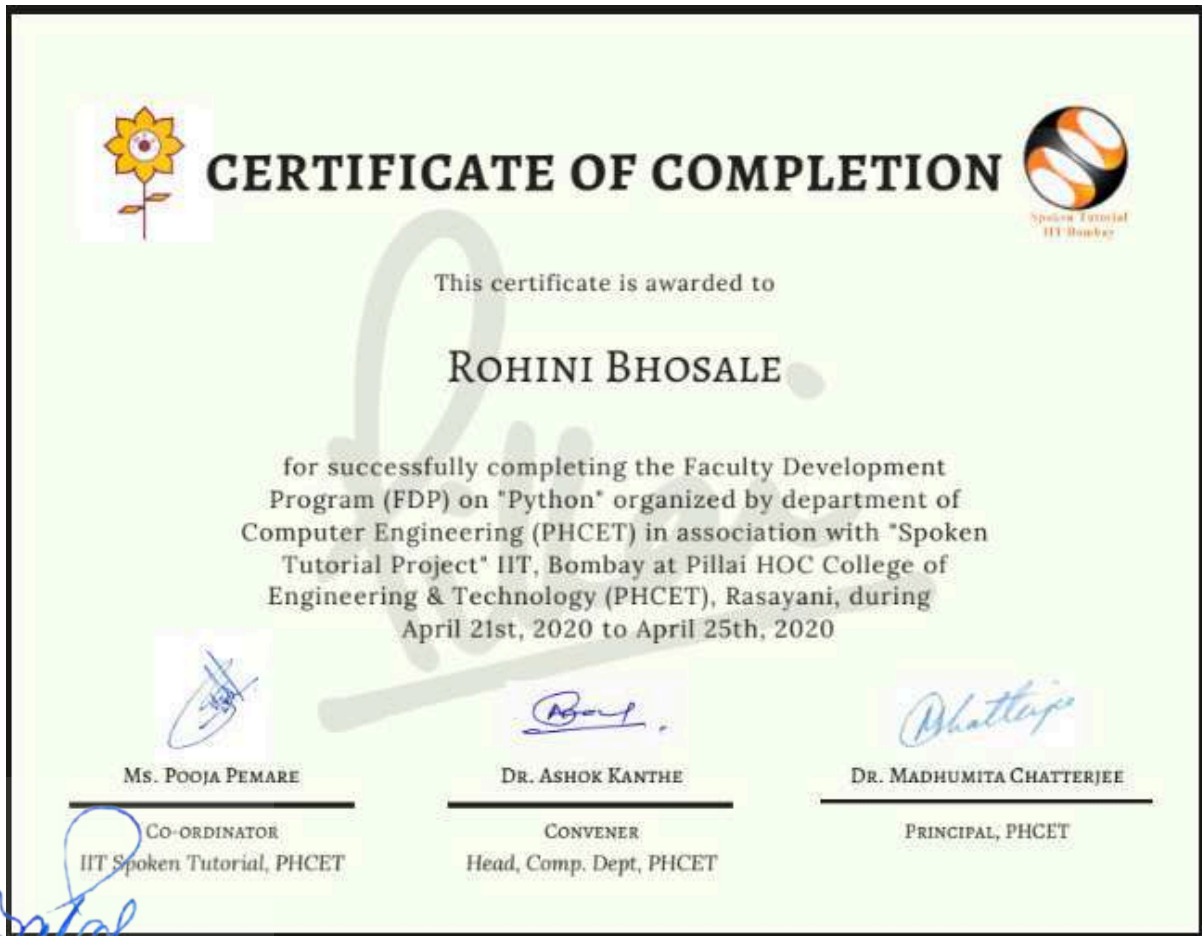 CERTIFICATE OF COMPLETION
Spoken Tutorial
IIT Bombay
This certificate is awarded to
ROHINI BHOSALE
Pillai
for successfully completing the Faculty Development
Program (FDP) on "Python" organized by department of
Computer Engineering (PHCET) in association with "Spoken
Tutorial Project" IIT, Bombay at Pillai HOC College of
Engineering & Technology (PHCET), Rasayani, during
April 21st, 2020 to April 25th, 2020
MS. POOJA PEMARE
DR. ASHOK KANTHE
DR. MADHUMITA CHATTERJEE
CO-ORDINATOR
CONVENER
PRINCIPAL, PHCET
IIT Spoken Tutorial, PHCET
Head, Comp. Dept, PHCET